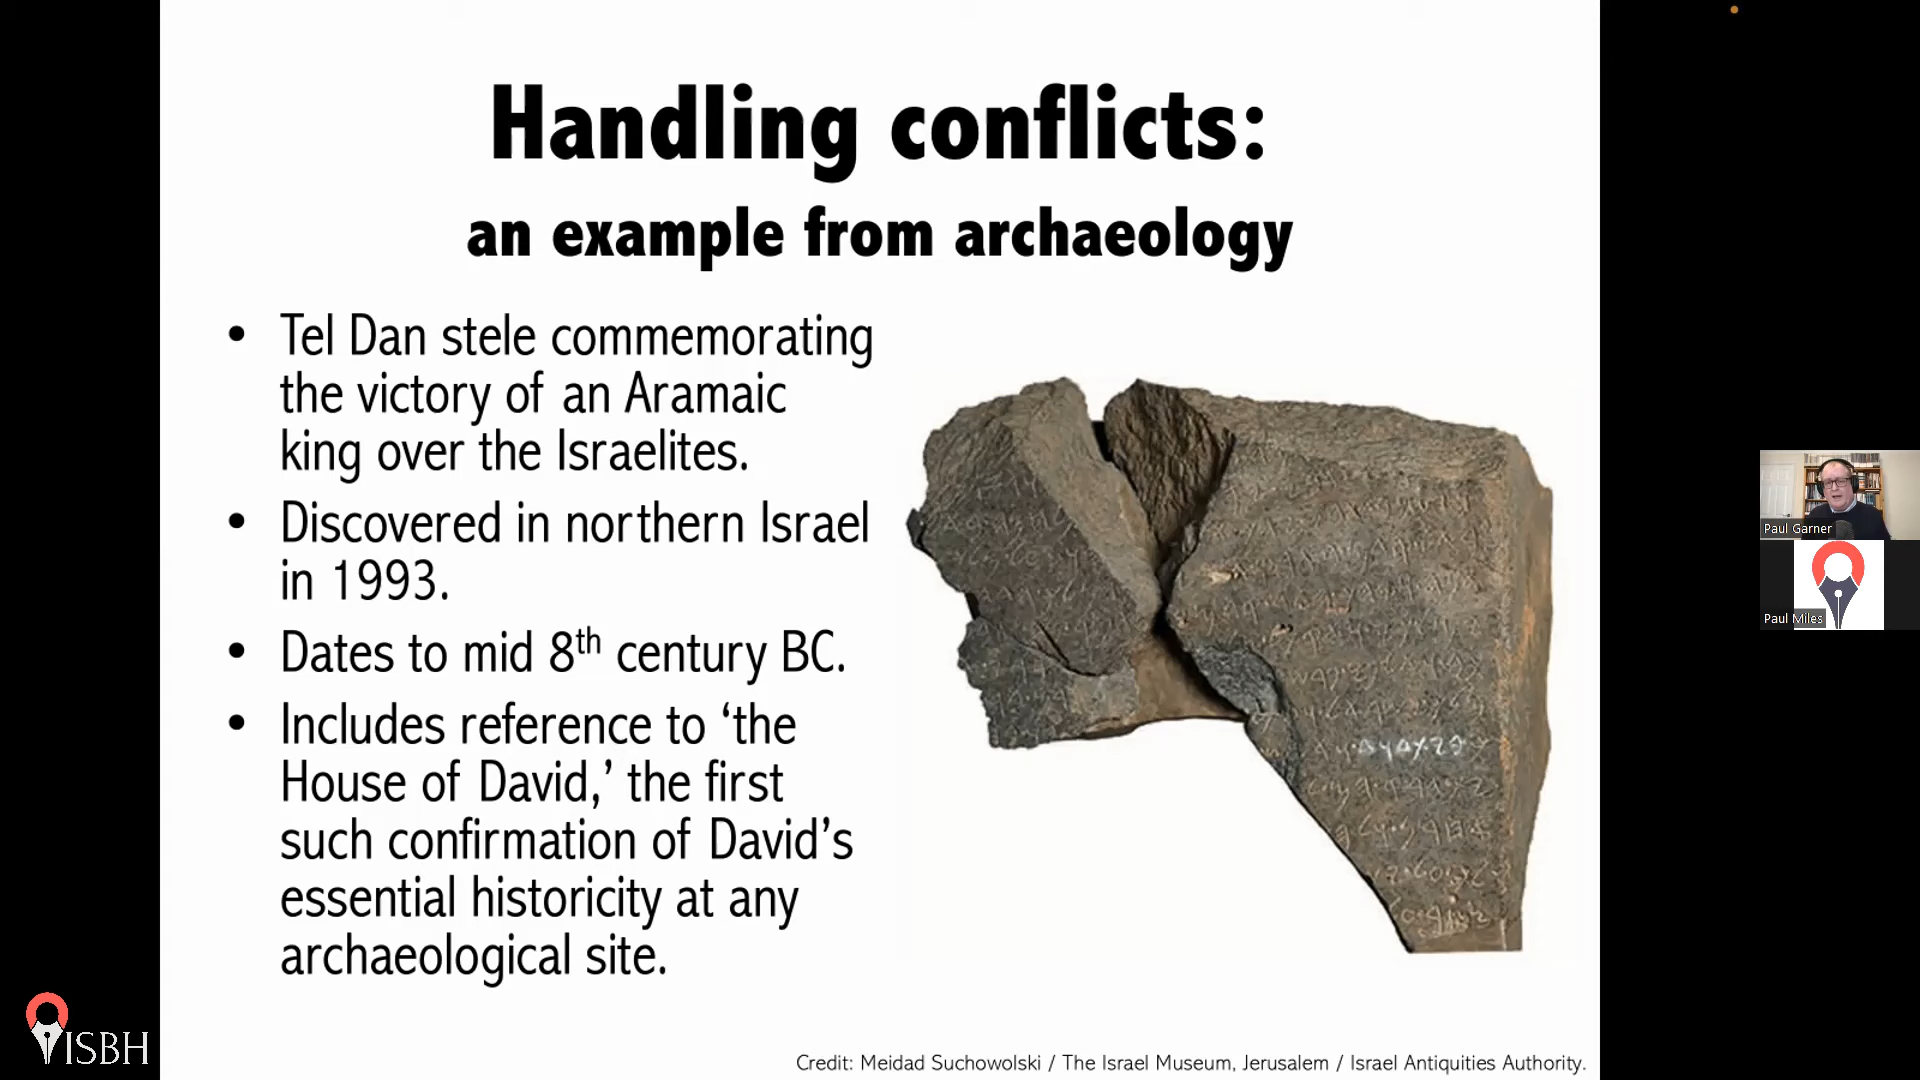 Handling conflicts:
an example from archaeology
• Tel Dan stele commemorating
the victory of an Aramaic
king over the Israelites.
• Discovered in northern Israel
in 1993.
• Dates to mid 8th century BC.
• Includes reference to ‘the
House of David,’ the first
such confirmation of David’s
essential historicity at any
archaeological site.
Credit: Meidad Suchowolski / The Israel Museum, Jerusalem / Israel Antiquities Authority.
Paul Garner
Paul Miles
ISBH